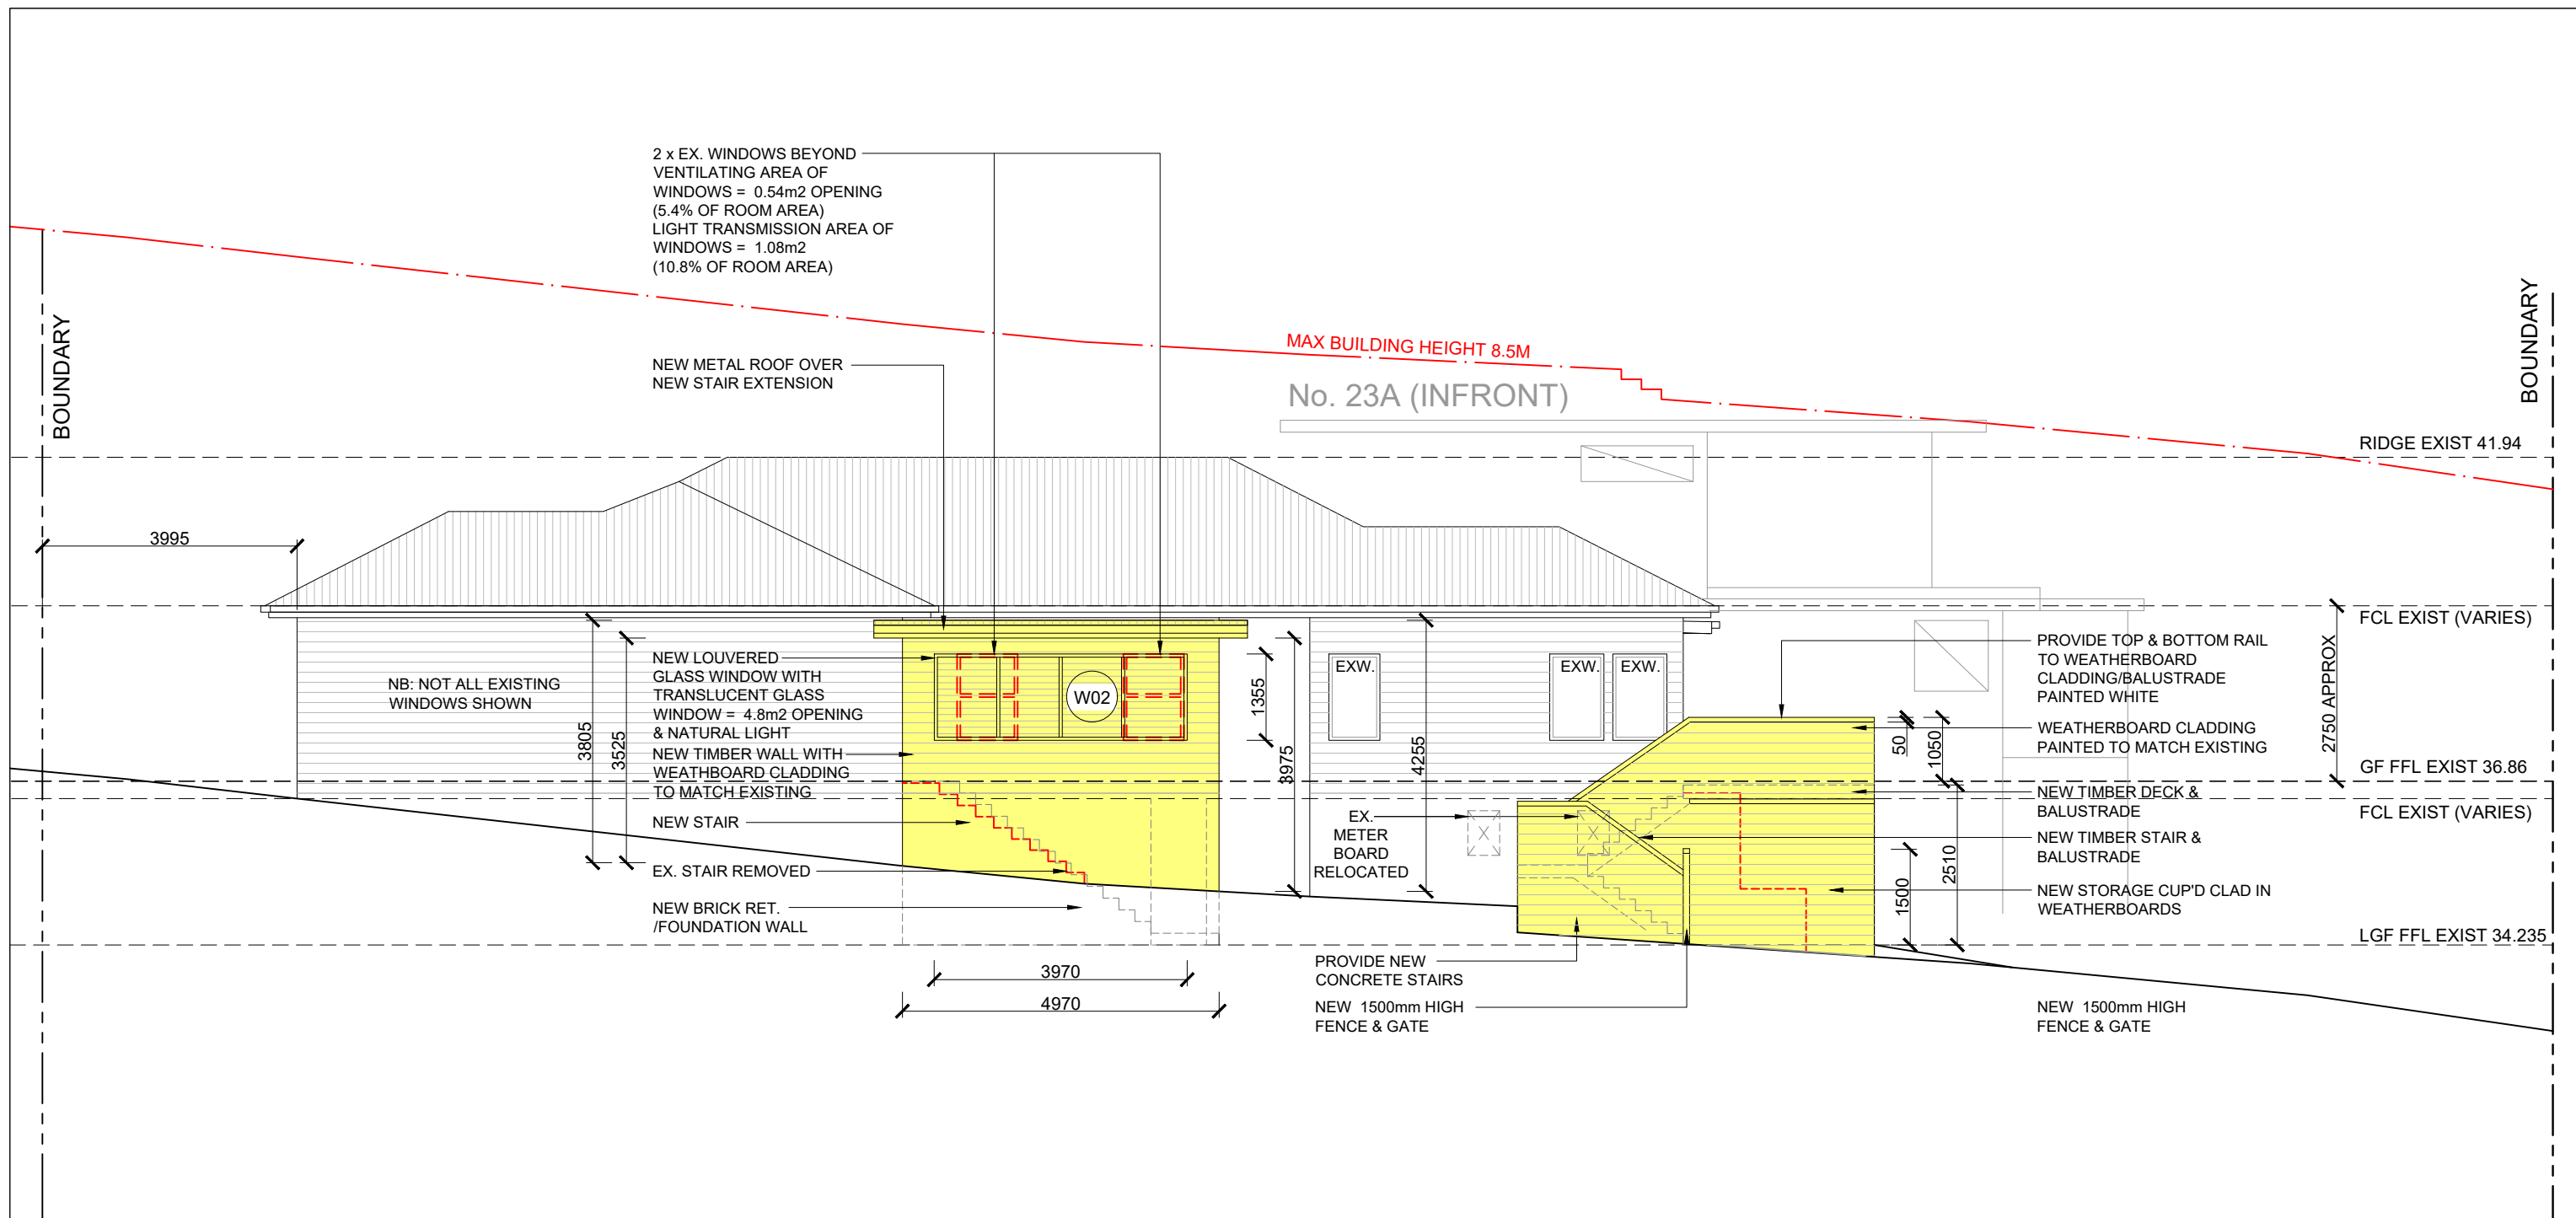 2 x EX. WINDOWS BEYOND
VENTILATING AREA OF
WINDOWS = 0.54m2 OPENING
(5.4% OF ROOM AREA)
LIGHT TRANSMISSION AREA OF
WINDOWS = 1.08m2
(10.8% OF ROOM AREA)
BOUNDARY
BOUNDARY
MAX BUILDING HEIGHT 8.5M
NEW METAL ROOF OVER
NEW STAIR EXTENSION
No. 23A (INFRONT)
RIDGE EXIST 41.94
3995
FCL EXIST (VARIES)
NB: NOT ALL EXISTING
WINDOWS SHOWN
3805
3525
NEW LOUVERED
GLASS WINDOW WITH
TRANSLUCENT GLASS
WINDOW = 4.8m2 OPENING
& NATURAL LIGHT
NEW TIMBER WALL WITH
WEATHBOARD CLADDING
TO MATCH EXISTING
NEW STAIR
EX. STAIR REMOVED
NEW BRICK RET.
/FOUNDATION WALL
W02
1355
3975
4255
EXW.
EXW.
EXW.
EX.
METER
BOARD
RELOCATED
X
X
PROVIDE TOP & BOTTOM RAIL
TO WEATHERBOARD
CLADDING/BALUSTRADE
PAINTED WHITE
WEATHERBOARD CLADDING
PAINTED TO MATCH EXISTING
NEW TIMBER DECK &
BALUSTRADE
NEW TIMBER STAIR &
BALUSTRADE
NEW STORAGE CUP'D CLAD IN
WEATHERBOARDS
50
1050
1500
2510
2750 APPROX
GF FFL EXIST 36.86
FCL EXIST (VARIES)
LGF FFL EXIST 34.235
3970
4970
PROVIDE NEW
CONCRETE STAIRS
NEW 1500mm HIGH
FENCE & GATE
NEW 1500mm HIGH
FENCE & GATE